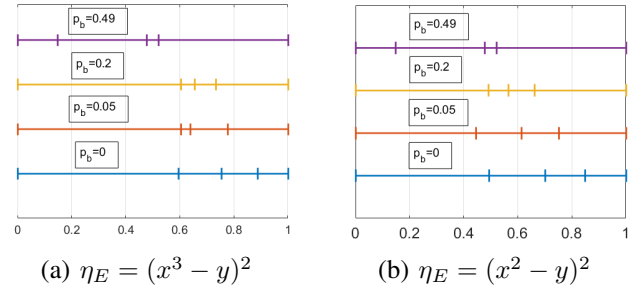 p_b=0.49
p_b=0.2
p_b=0.05
p_b=0
0 0.2 0.4 0.6 0.8 1
(a) η_E = (x³ − y)²
p_b=0.49
p_b=0.2
p_b=0.05
p_b=0
0 0.2 0.4 0.6 0.8 1
(b) η_E = (x² − y)²